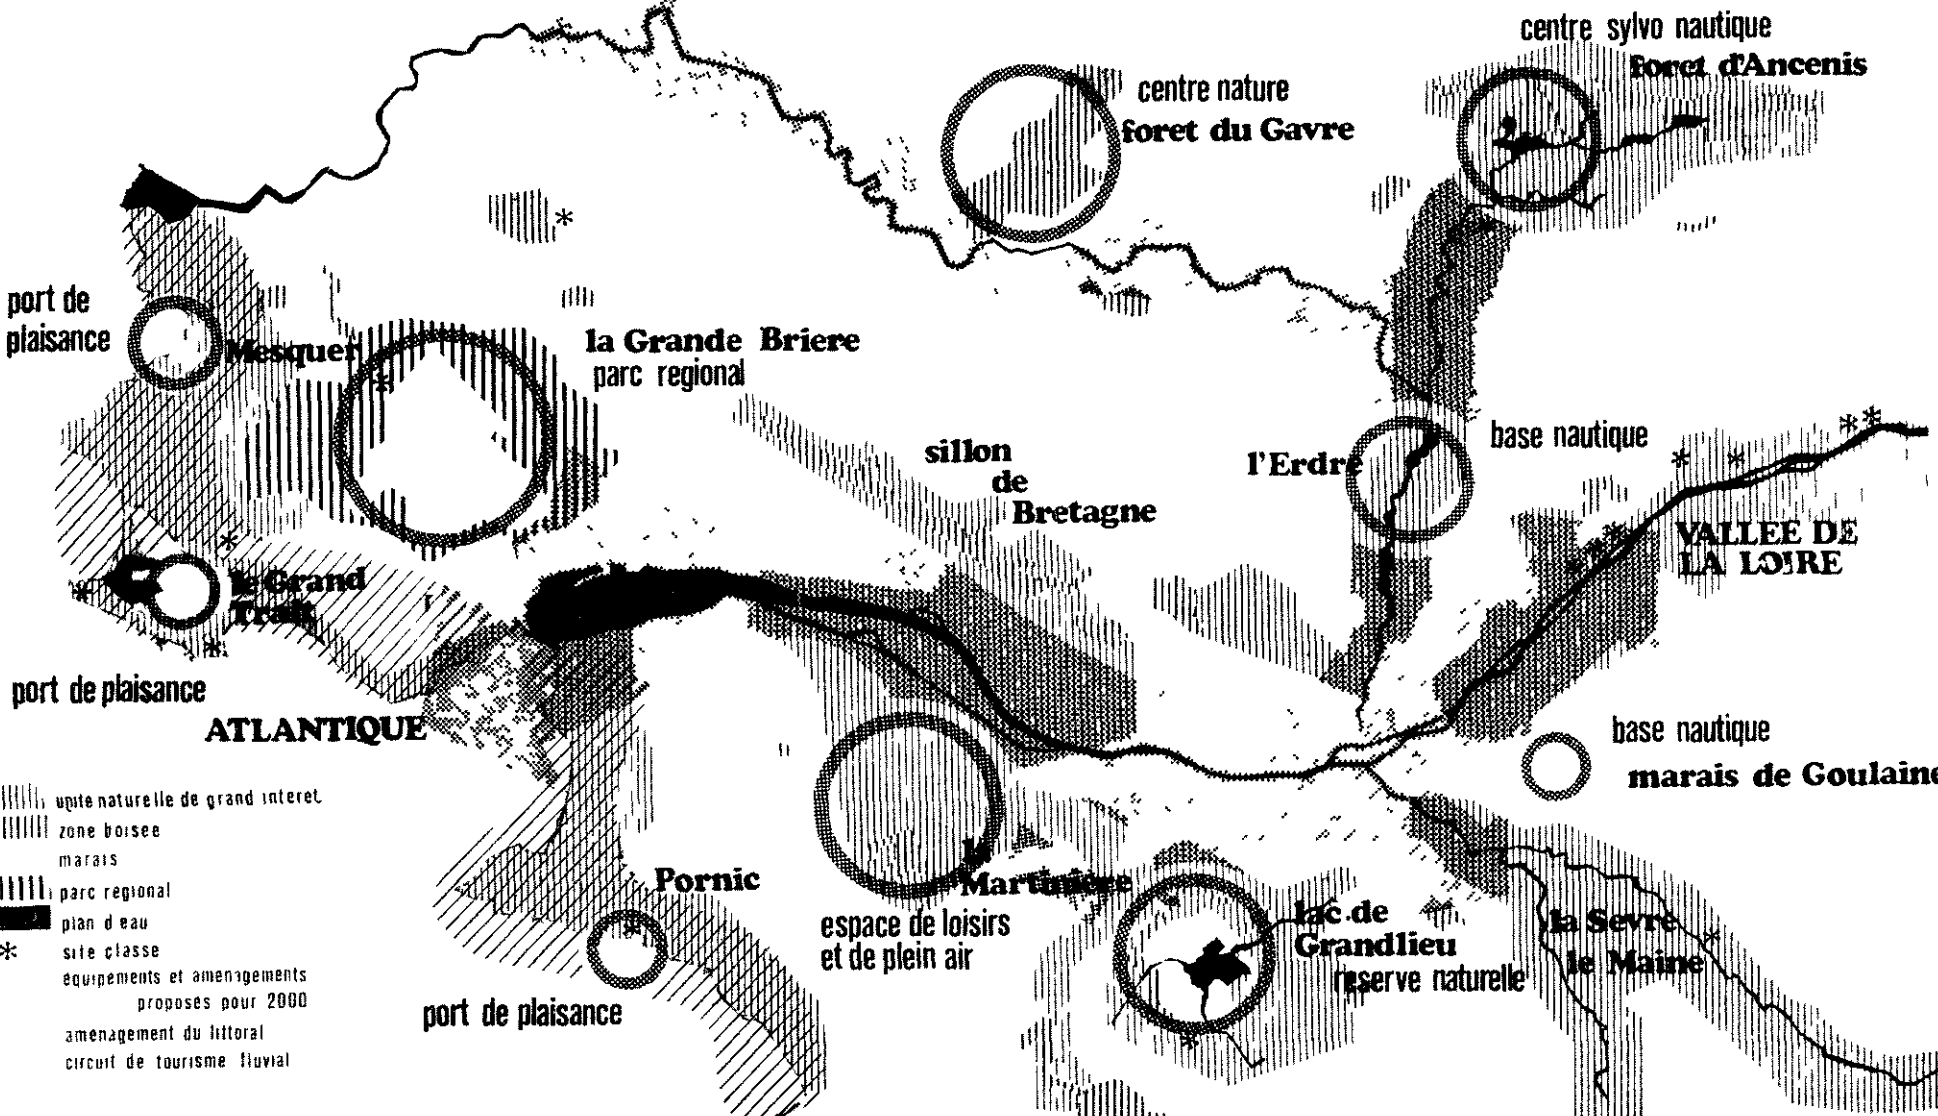 centre sylvo nautique
foret d'Ancenis
centre nature
foret du Gavre
port de
plaisance
Mesquer
la Grande Briere
parc regional
sillon
de
Bretagne
l'Erdre
base nautique
VALLEE DE
LA LOIRE
le Grand
Trait
port de plaisance
ATLANTIQUE
base nautique
marais de Goulaine
unite naturelle de grand interet
zone boisee
marais
parc regional
plan d eau
site classe
equipements et amenagements
proposes pour 2000
amenagement du littoral
circuit de tourisme fluvial
Pornic
port de plaisance
la
Martinière
espace de loisirs
et de plein air
lac de
Grandlieu
reserve naturelle
la Sevre
le Maine